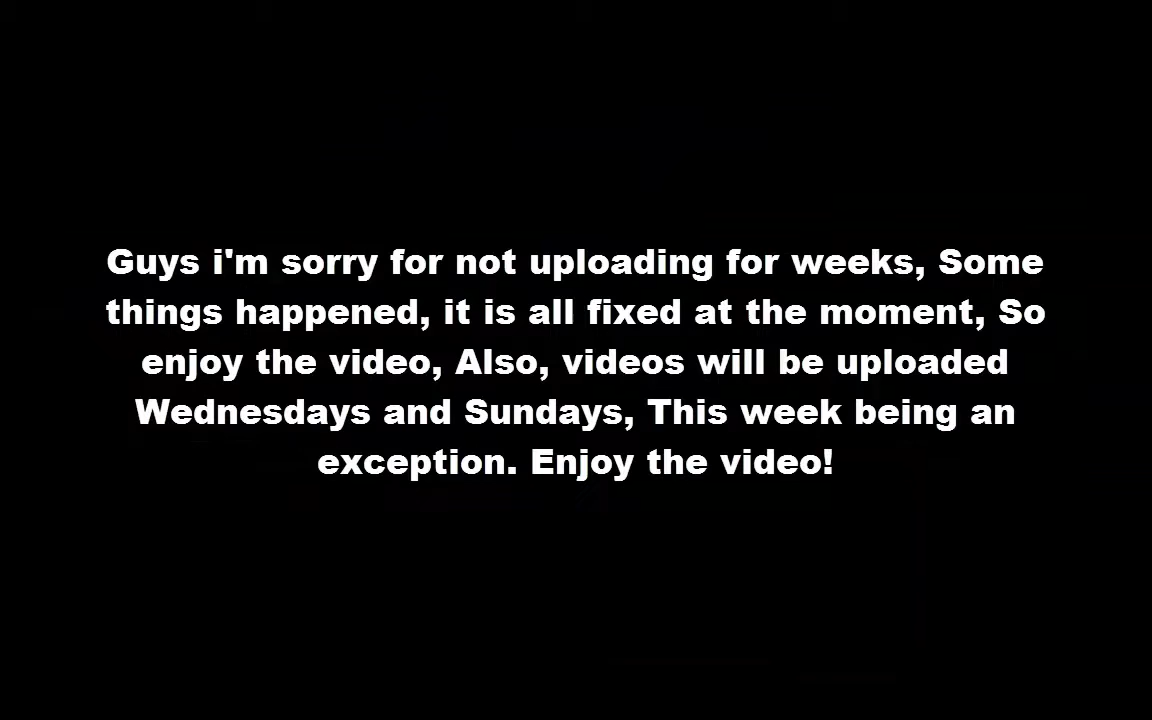 Guys i'm sorry for not uploading for weeks, Some
things happened, it is all fixed at the moment, So
enjoy the video, Also, videos will be uploaded
Wednesdays and Sundays, This week being an
exception. Enjoy the video!